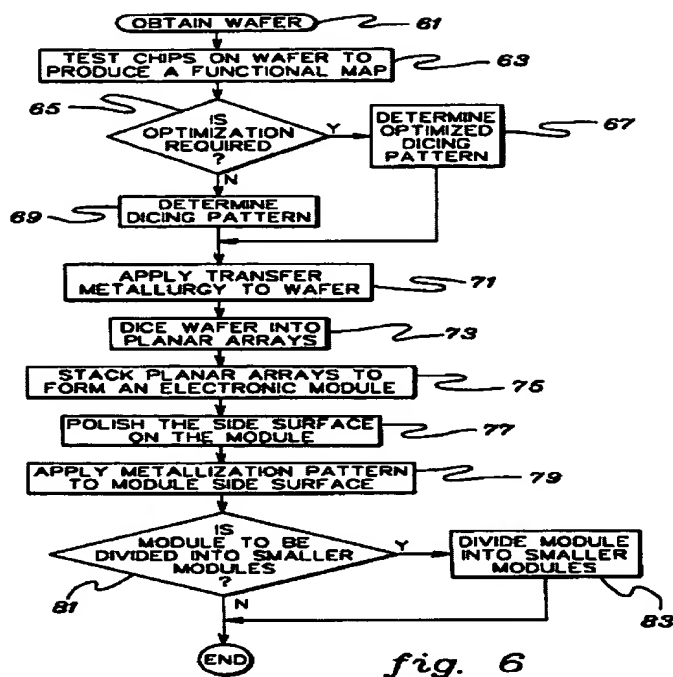 OBTAIN WAFER
61
TEST CHIPS ON WAFER TO
PRODUCE A FUNCTIONAL MAP
63
65
IS
OPTIMIZATION
REQUIRED
?
Y
DETERMINE
OPTIMIZED
DICING
PATTERN
67
N
69
DETERMINE
DICING PATTERN
APPLY TRANSFER
METALLURGY TO WAFER
71
DICE WAFER INTO
PLANAR ARRAYS
73
STACK PLANAR ARRAYS TO
FORM AN ELECTRONIC MODULE
75
POLISH THE SIDE SURFACE
ON THE MODULE
77
APPLY METALLIZATION PATTERN
TO MODULE SIDE SURFACE
79
IS
MODULE TO BE
DIVIDED INTO SMALLER
MODULES
?
Y
DIVIDE MODULE
INTO SMALLER
MODULES
81
N
83
END
fig. 6